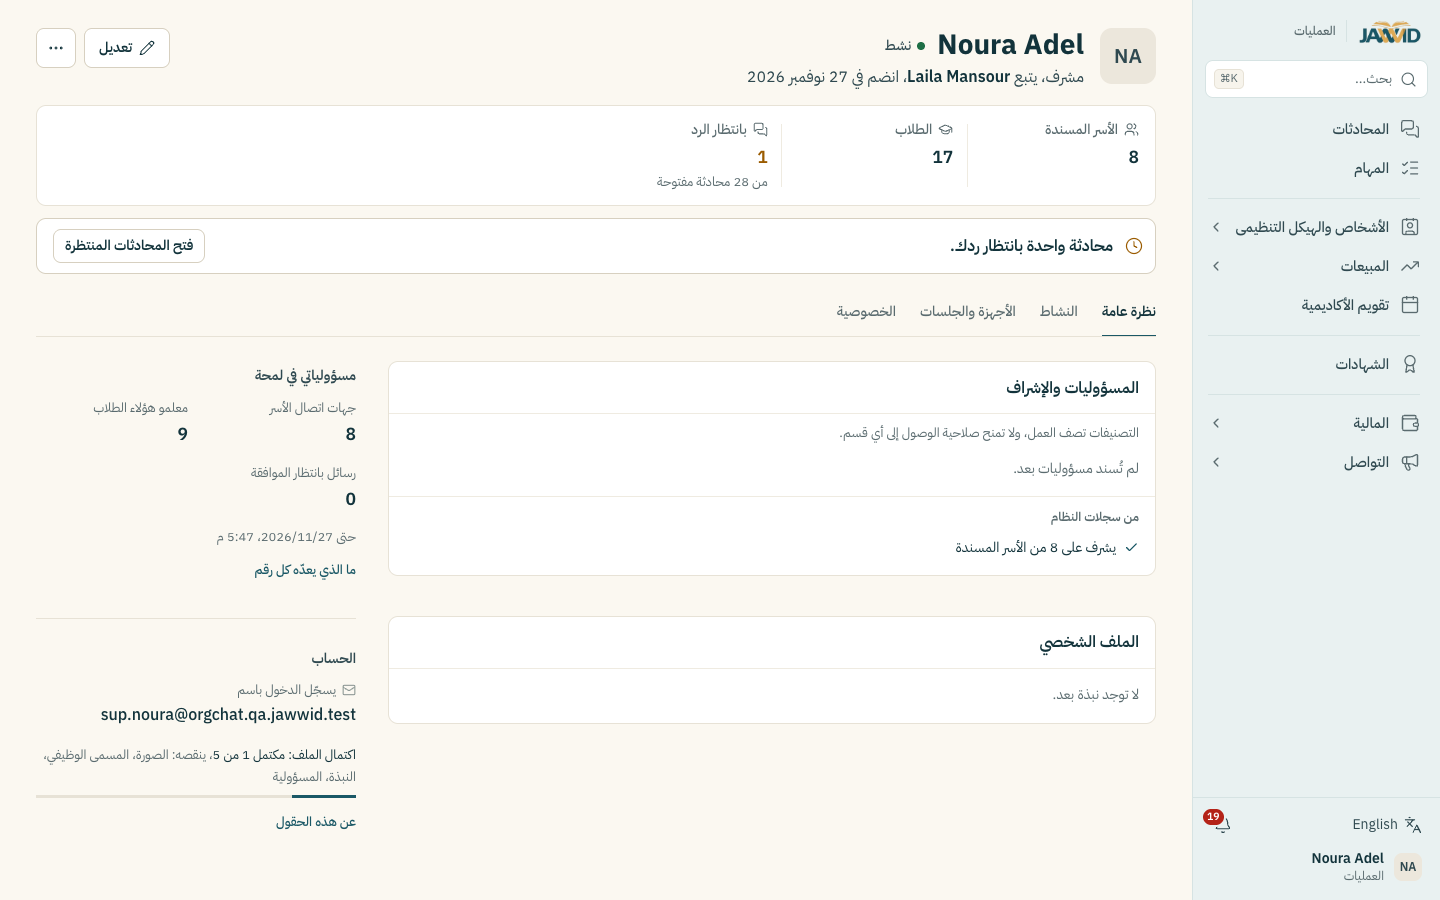 JAWWID
العمليات
بحث...
⌘K
المحادثات
المهام
الأشخاص والهيكل التنظيمي
المبيعات
تقويم الأكاديمية
الشهادات
المالية
التواصل
English
19
NA
Noura Adel
العمليات
NA
Noura Adel
نشط
مشرف، يتبع Laila Mansour، انضم في 27 نوفمبر 2026
تعديل
الأسر المسندة
8
الطلاب
17
بانتظار الرد
1
من 28 محادثة مفتوحة
محادثة واحدة بانتظار ردك.
فتح المحادثات المنتظرة
نظرة عامة
النشاط
الأجهزة والجلسات
الخصوصية
المسؤوليات والإشراف
التصنيفات تصف العمل، ولا تمنح صلاحية الوصول إلى أي قسم.
لم تُسند مسؤوليات بعد.
من سجلات النظام
يشرف على 8 من الأسر المسندة
الملف الشخصي
لا توجد نبذة بعد.
مسؤولياتي في لمحة
جهات اتصال الأسر
8
معلمو هؤلاء الطلاب
9
رسائل بانتظار الموافقة
0
حتى 2026/11/27، 5:47 م
ما الذي يعدّه كل رقم
الحساب
يسجّل الدخول باسم
sup.noura@orgchat.qa.jawwid.test
اكتمال الملف: مكتمل 1 من 5، ينقصه: الصورة، المسمى الوظيفي،
النبذة، المسؤولية
عن هذه الحقول